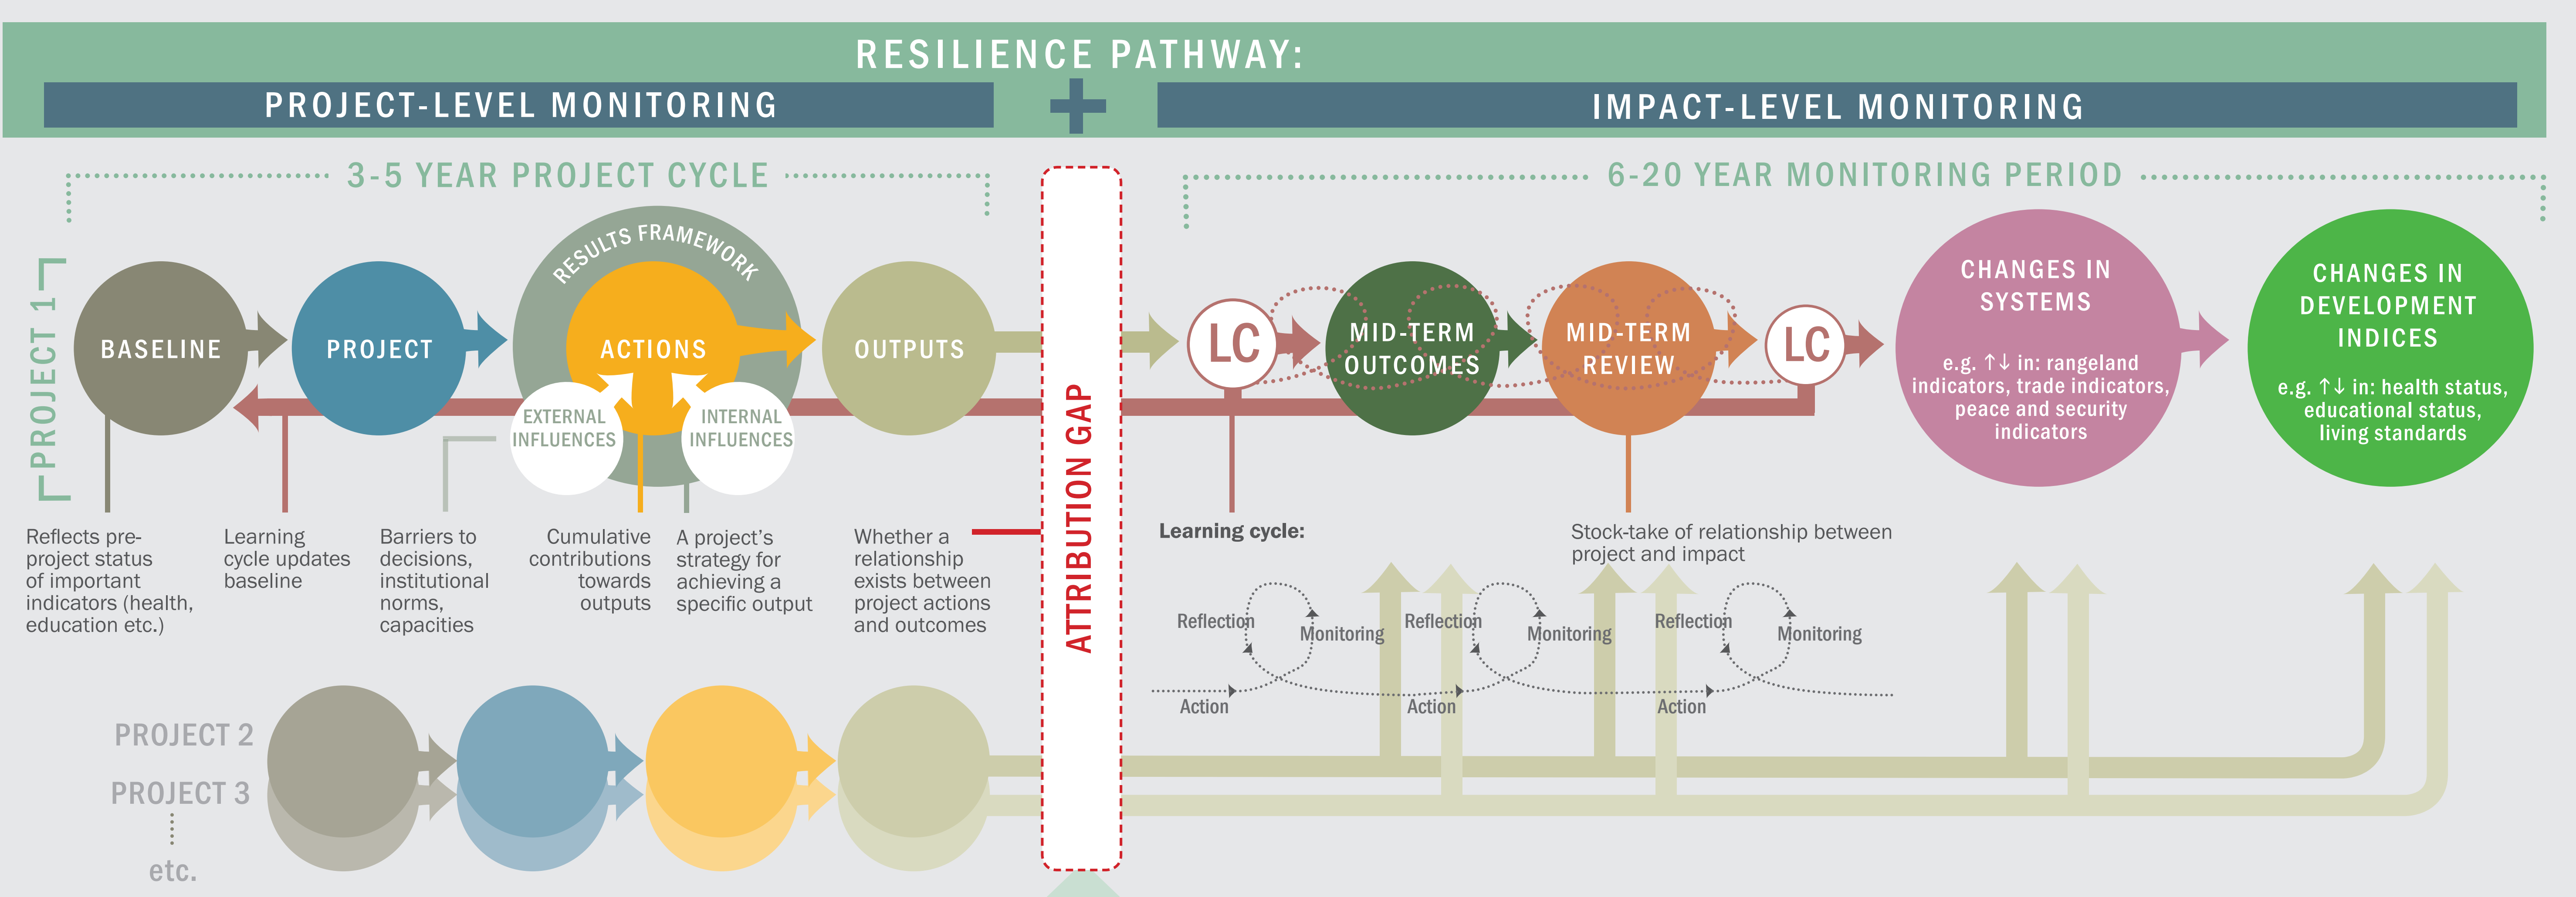 RESILIENCE PATHWAY:
PROJECT-LEVEL MONITORING
+
IMPACT-LEVEL MONITORING
3-5 YEAR PROJECT CYCLE
6-20 YEAR MONITORING PERIOD
PROJECT 1
BASELINE
PROJECT
RESULTS FRAMEWORK
ACTIONS
EXTERNAL
INFLUENCES
INTERNAL
INFLUENCES
OUTPUTS
ATTRIBUTION GAP
LC
MID-TERM
OUTCOMES
MID-TERM
REVIEW
LC
CHANGES IN
SYSTEMS
e.g. ↑↓ in: rangeland
indicators, trade indicators,
peace and security
indicators
CHANGES IN
DEVELOPMENT
INDICES
e.g. ↑↓ in: health status,
educational status,
living standards
Reflects pre-
project status
of important
indicators (health,
education etc.)
Learning
cycle updates
baseline
Barriers to
decisions,
institutional
norms,
capacities
Cumulative
contributions
towards
outputs
A project's
strategy for
achieving a
specific output
Whether a
relationship
exists between
project actions
and outcomes
Learning cycle:
Stock-take of relationship between
project and impact
Reflection
Monitoring
Reflection
Monitoring
Reflection
Monitoring
Action
Action
Action
PROJECT 2
PROJECT 3
etc.